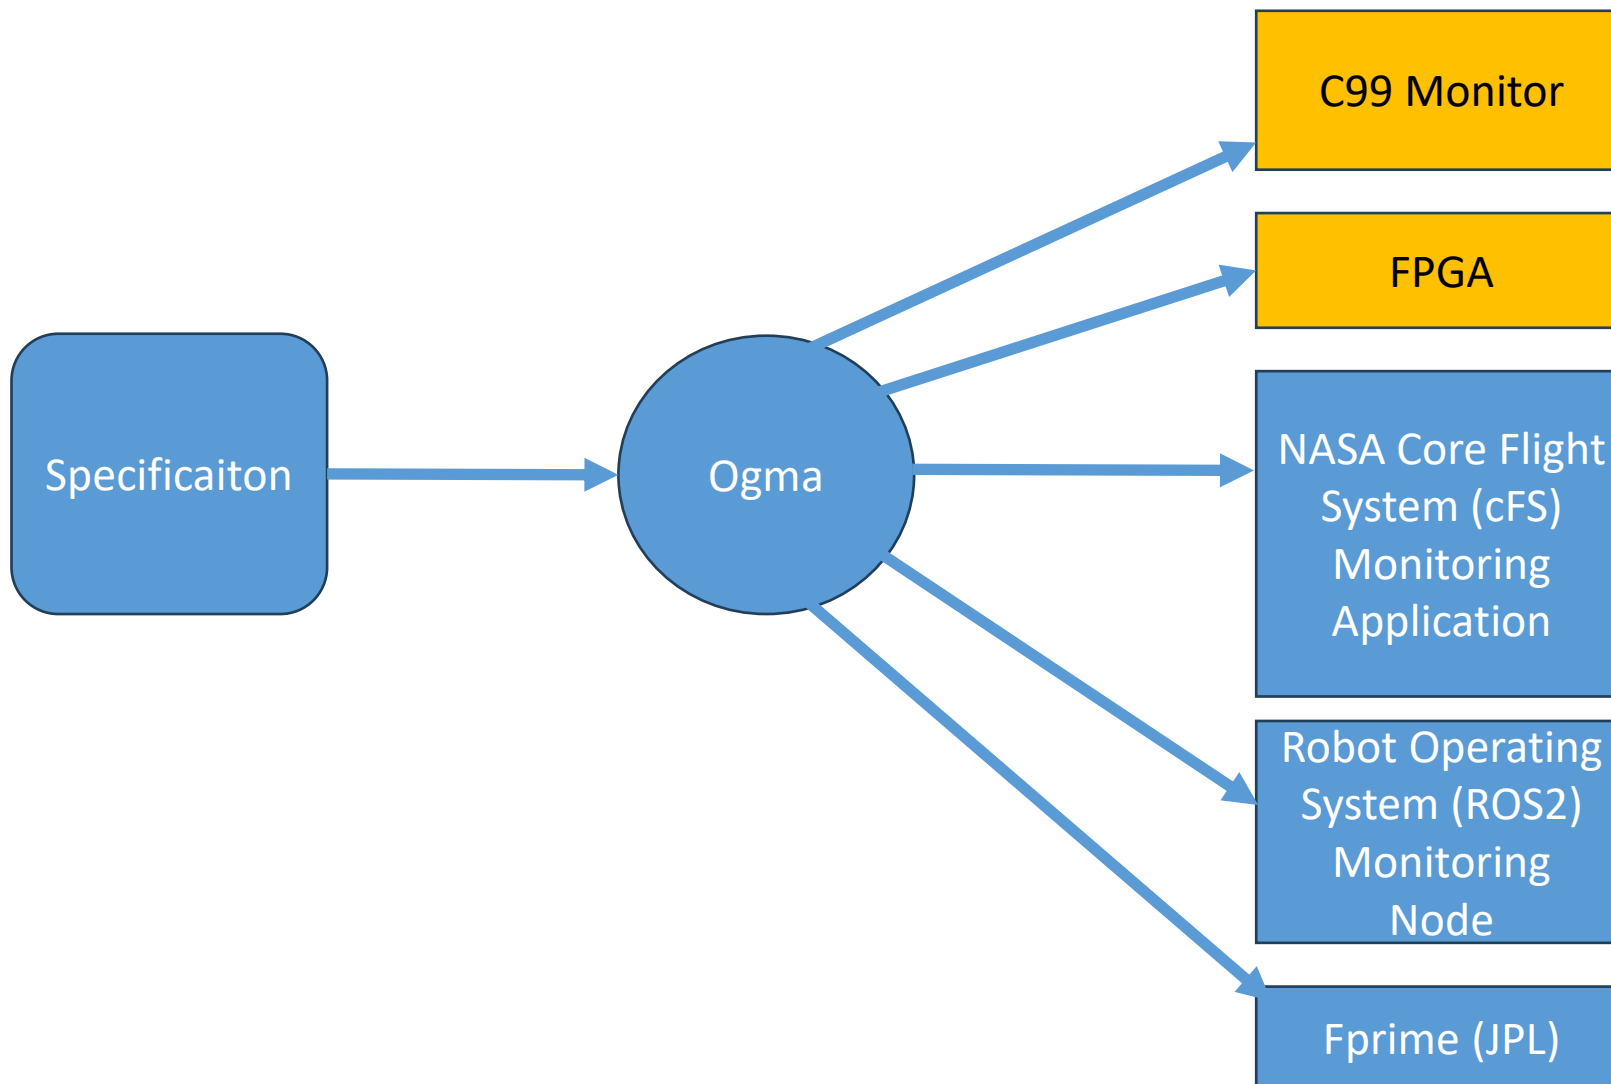 C99 Monitor
FPGA
Specificaiton
Ogma
NASA Core Flight
System (cFS)
Monitoring
Application
Robot Operating
System (ROS2)
Monitoring
Node
Fprime (JPL)